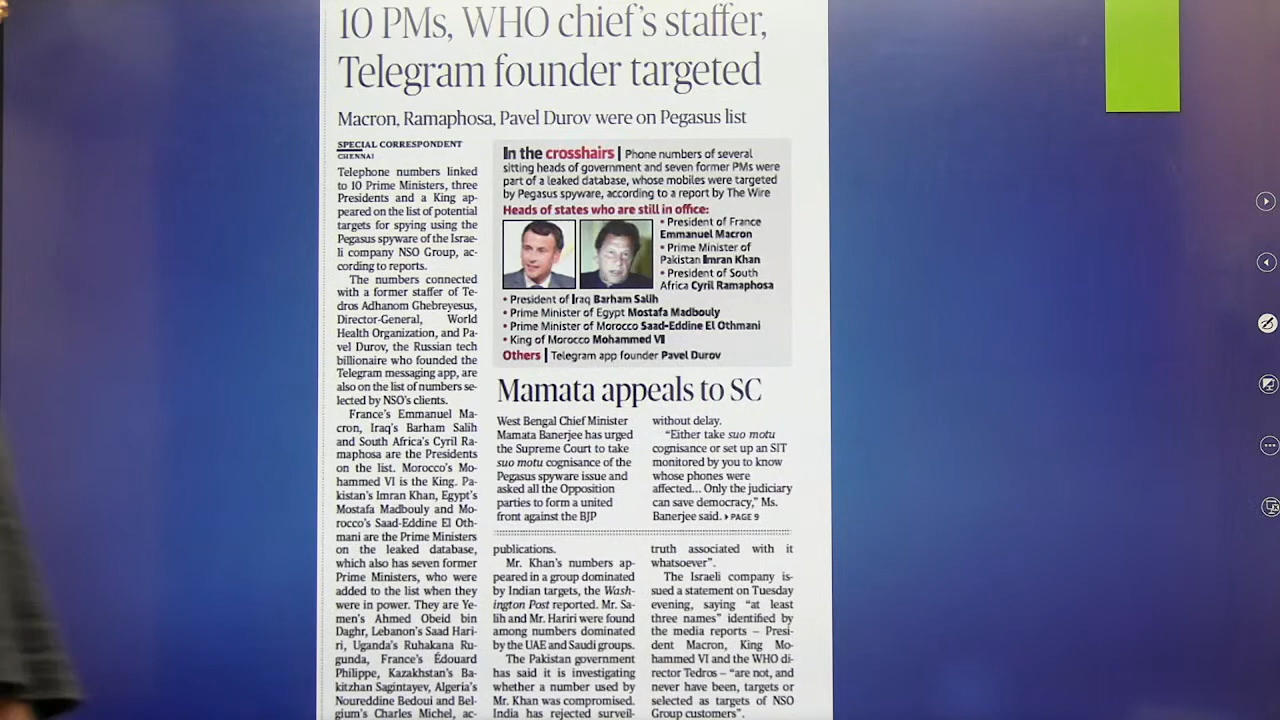 10 PMs, WHO chief's staffer,
Telegram founder targeted
Macron, Ramaphosa, Pavel Durov were on Pegasus list
SPECIAL CORRESPONDENT
CHENNAI
Telephone numbers linked
to 10 Prime Ministers, three
Presidents and a King ap-
peared on the list of potential
targets for spying using the
Pegasus spyware of the Israe-
li company NSO Group, ac-
cording to reports.
The numbers connected
with a former staffer of Te-
dros Adhanom Ghebreyesus,
Director-General, World
Health Organization, and Pa-
vel Durov, the Russian tech
billionaire who founded the
Telegram messaging app, are
also on the list of numbers se-
lected by NSO's clients.
France's Emmanuel Ma-
cron, Iraq's Barham Salih
and South Africa's Cyril Ra-
maphosa are the Presidents
on the list. Morocco's Mo-
hammed VI is the King. Pa-
kistan's Imran Khan, Egypt's
Mostafa Madbouly and Mo-
rocco's Saad-Eddine El Oth-
mani are the Prime Ministers
on the leaked database,
which also has seven former
Prime Ministers, who were
added to the list when they
were in power. They are Ye-
men's Ahmed Obeid bin
Daghr, Lebanon's Saad Hari-
ri, Uganda's Ruhakana Ru-
gunda, France's Édouard
Philippe, Kazakhstan's Ba-
kitzhan Sagintayev, Algeria's
Noureddine Bedoui and Bel-
gium's Charles Michel, ac-
In the crosshairs | Phone numbers of several
sitting heads of government and seven former PMs were
part of a leaked database, whose mobiles were targeted
by Pegasus spyware, according to a report by The Wire
Heads of states who are still in office:
• President of France
Emmanuel Macron
• Prime Minister of
Pakistan Imran Khan
• President of South
Africa Cyril Ramaphosa
• President of Iraq Barham Salih
• Prime Minister of Egypt Mostafa Madbouly
• Prime Minister of Morocco Saad-Eddine El Othmani
• King of Morocco Mohammed VI
Others | Telegram app founder Pavel Durov
Mamata appeals to SC
West Bengal Chief Minister
Mamata Banerjee has urged
the Supreme Court to take
suo motu cognisance of the
Pegasus spyware issue and
asked all the Opposition
parties to form a united
front against the BJP
without delay.
"Either take suo motu
cognisance or set up an SIT
monitored by you to know
whose phones were
affected... Only the judiciary
can save democracy," Ms.
Banerjee said. ▸ PAGE 9
publications.
Mr. Khan's numbers ap-
peared in a group dominated
by Indian targets, the Wash-
ington Post reported. Mr. Sa-
lih and Mr. Hariri were found
among numbers dominated
by the UAE and Saudi groups.
The Pakistan government
has said it is investigating
whether a number used by
Mr. Khan was compromised.
India has rejected surveil-
truth associated with it
whatsoever".
The Israeli company is-
sued a statement on Tuesday
evening, saying "at least
three names" identified by
the media reports – Presi-
dent Macron, King Mo-
hammed VI and the WHO di-
rector Tedros – "are not, and
never have been, targets or
selected as targets of NSO
Group customers".